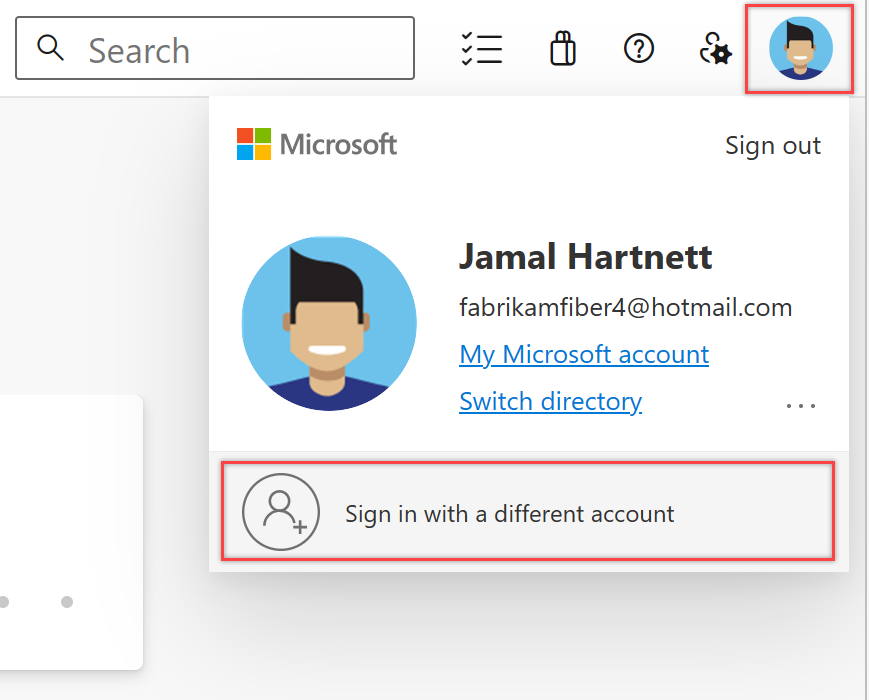 Search
Microsoft
Sign out
Jamal Hartnett
fabrikamfiber4@hotmail.com
My Microsoft account
Switch directory
...
Sign in with a different account